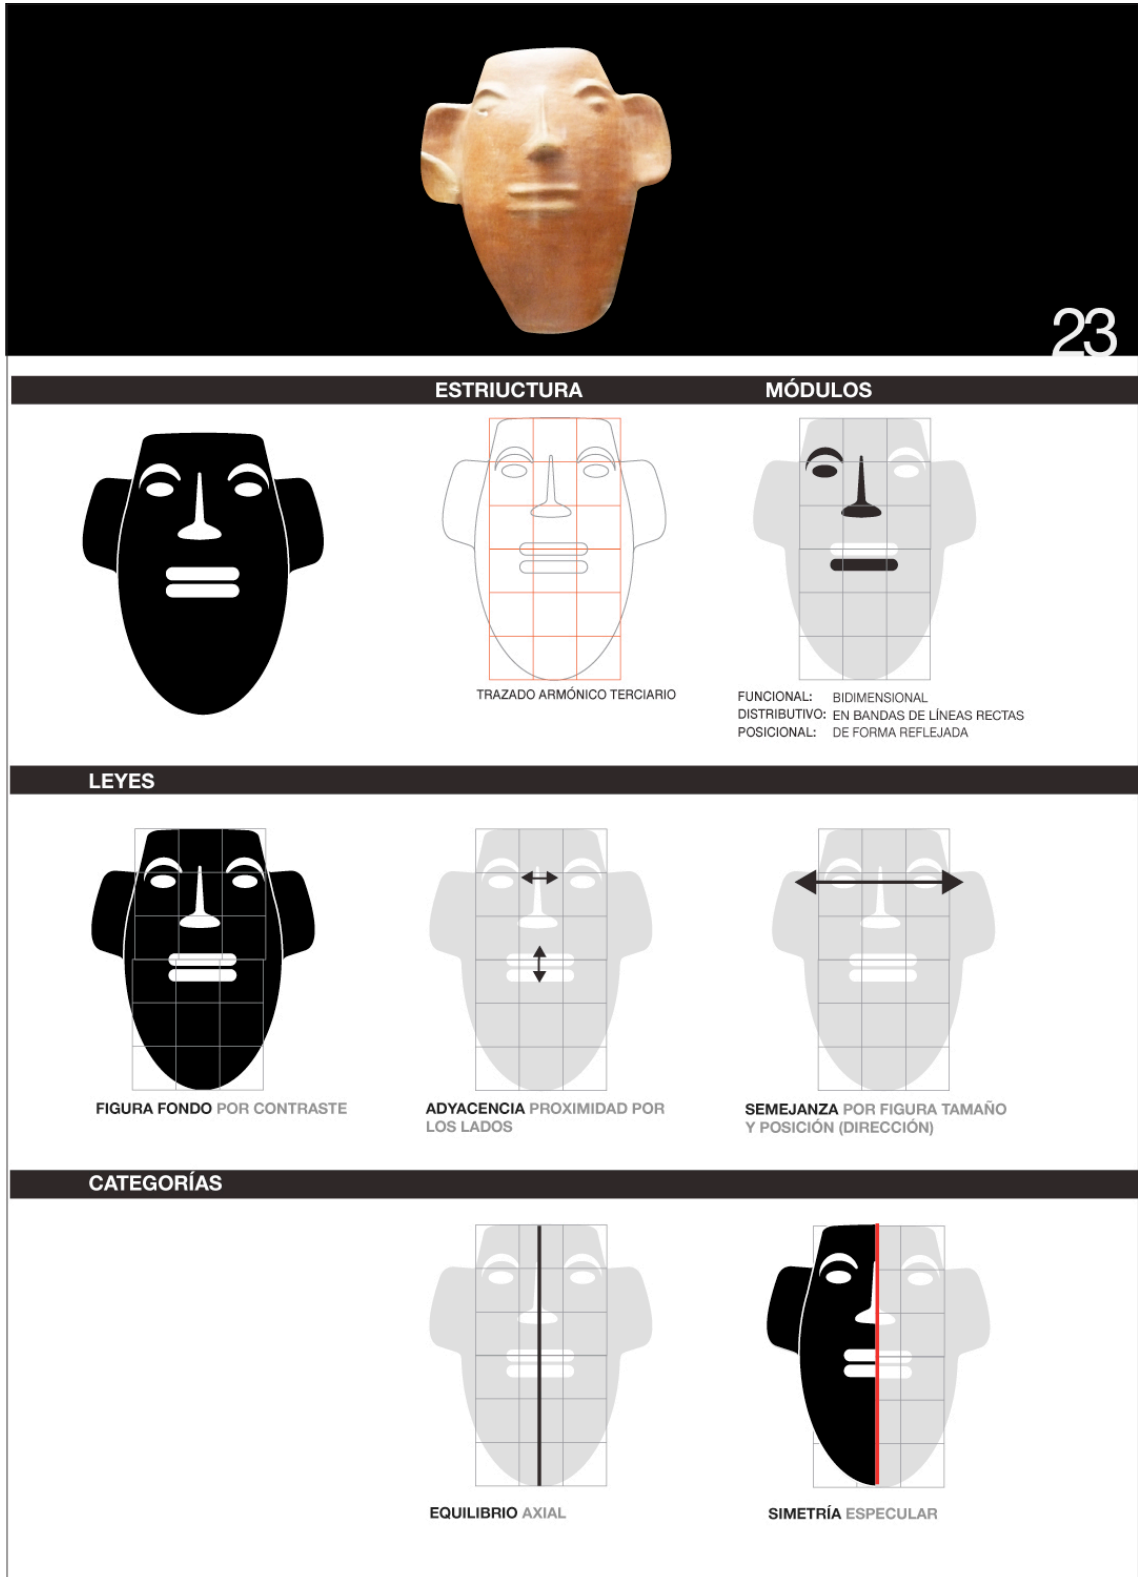 23
ESTRIUCTURA
MÓDULOS
TRAZADO ARMÓNICO TERCIARIO
FUNCIONAL: BIDIMENSIONAL
DISTRIBUTIVO: EN BANDAS DE LÍNEAS RECTAS
POSICIONAL: DE FORMA REFLEJADA
LEYES
FIGURA FONDO POR CONTRASTE
ADYACENCIA PROXIMIDAD POR
LOS LADOS
SEMEJANZA POR FIGURA TAMAÑO
Y POSICIÓN (DIRECCIÓN)
CATEGORÍAS
EQUILIBRIO AXIAL
SIMETRÍA ESPECULAR